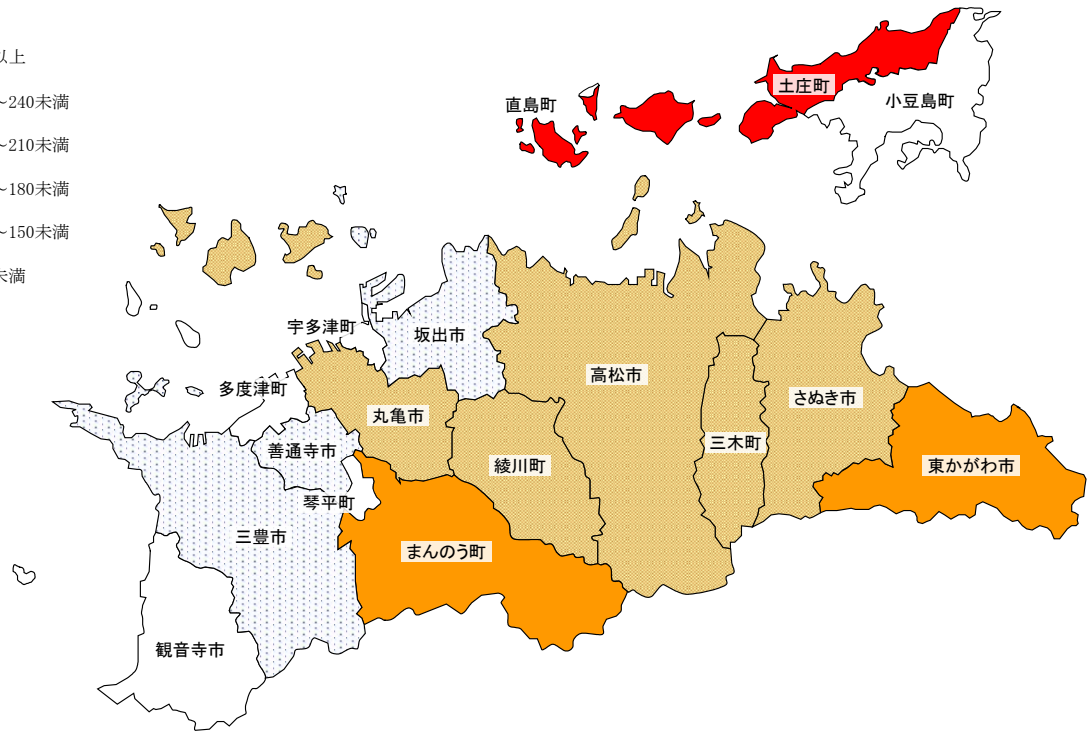 以上
~240未満
~210未満
~180未満
~150未満
未満
土庄町
直島町
小豆島町
宇多津町
坂出市
高松市
多度津町
さぬき市
丸亀市
三木町
善通寺市
綾川町
東かがわ市
琴平町
三豊市
まんのう町
観音寺市